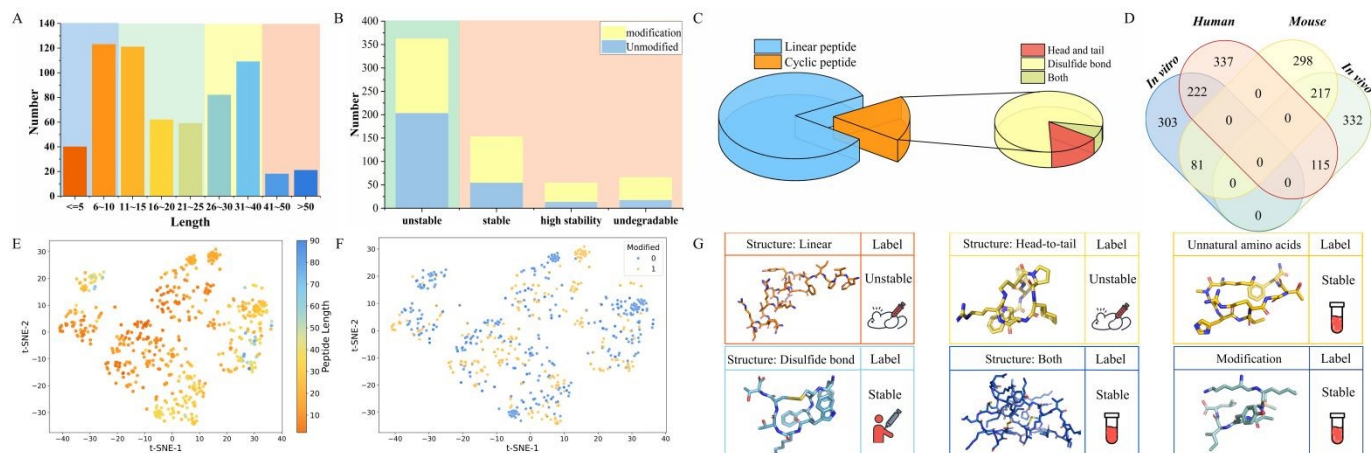 A
140
120
100
80
60
40
20
0
Number
<=5 6~10 11~15 16~20 21~25 26~30 31~40 41~50 >50
Length
B
400
350
300
250
200
150
100
50
0
Number
modification
Unmodified
unstable stable high stability undegradable
C
Linear peptide
Cyclic peptide
Head and tail
Disulfide bond
Both
D
Human Mouse
In vitro In vivo
337 298
222 0 217
303 0 0 332
81 0 115
0 0
0
E
30
20
10
0
−10
−20
−30
t-SNE-2
−40 −30 −20 −10 0 10 20 30 40
t-SNE-1
90
80
70
60
50
40
30
20
10
Peptide Length
F
30
20
10
0
−10
−20
−30
t-SNE-2
Modified
0
1
−40 −30 −20 −10 0 10 20 30 40
t-SNE-1
G
Structure: Linear Label
Unstable
Structure: Head-to-tail Label
Unstable
Unnatural amino acids Label
Stable
Structure: Disulfide bond Label
Stable
Structure: Both Label
Stable
Modification Label
Stable